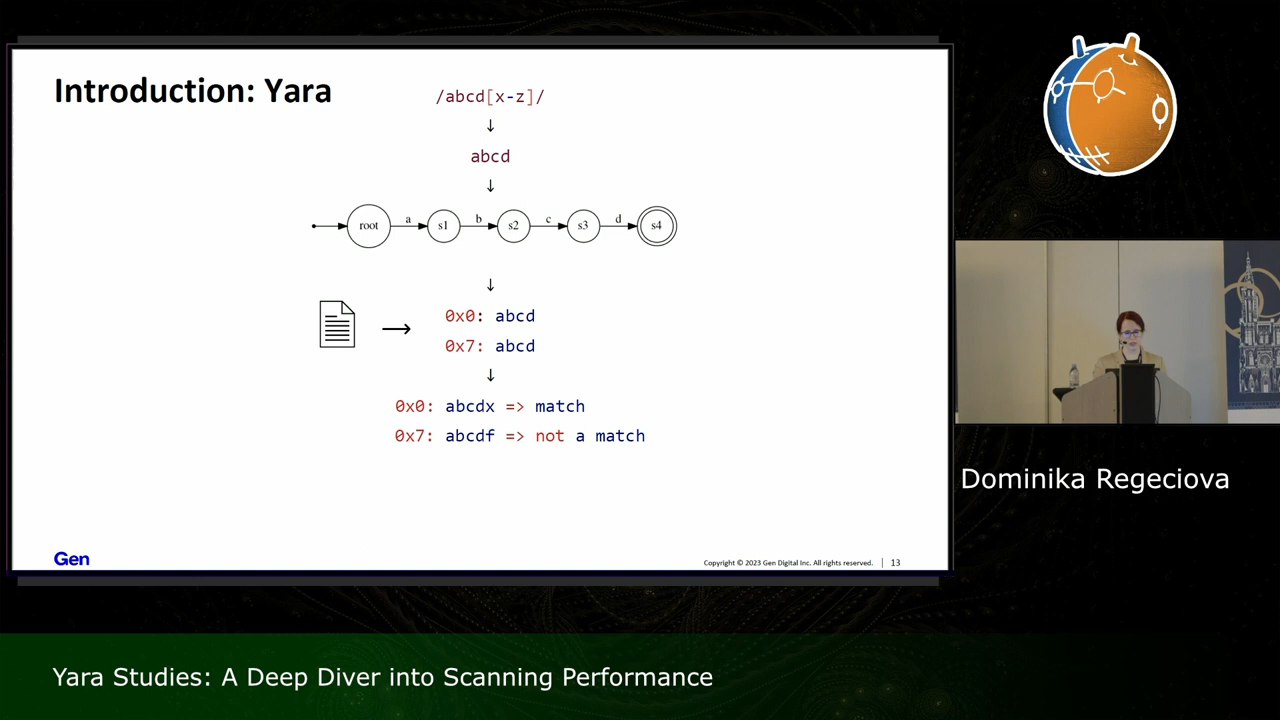 Introduction: Yara
/abcd[x-z]/
↓
abcd
↓
root a s1 b s2 c s3 d s4
↓
→ 0x0: abcd
0x7: abcd
↓
0x0: abcdx => match
0x7: abcdf => not a match
Gen
Copyright © 2023 Gen Digital Inc. All rights reserved. | 13
Dominika Regeciova
Yara Studies: A Deep Diver into Scanning Performance